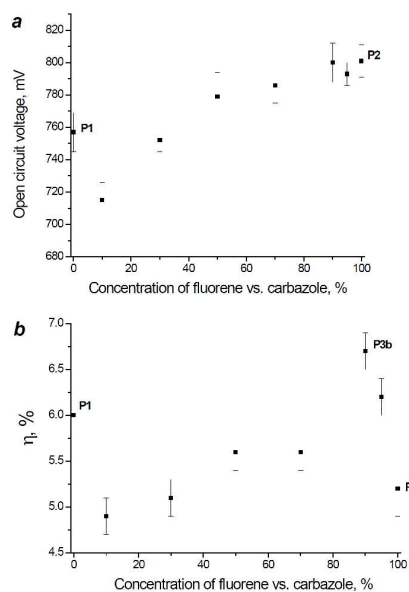 a
Open circuit voltage, mV
820
800
780
760
740
720
700
680
P1
P2
0 20 40 60 80 100
Concentration of fluorene vs. carbazole, %
b
η, %
7.0
6.5
6.0
5.5
5.0
4.5
P1
P3b
P
0 20 40 60 80 100
Concentration of fluorene vs. carbazole, %